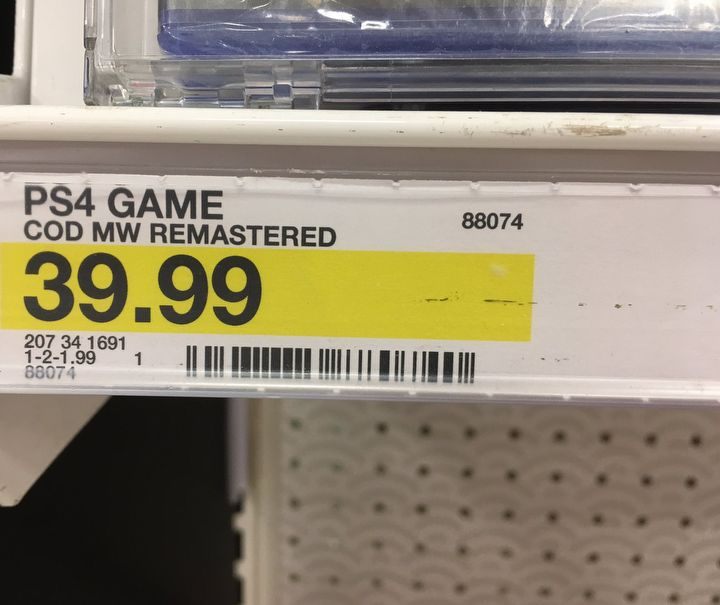 PS4 GAME
88074
COD MW REMASTERED
39.99
207 34 1691
1-2-1.99 1
88074